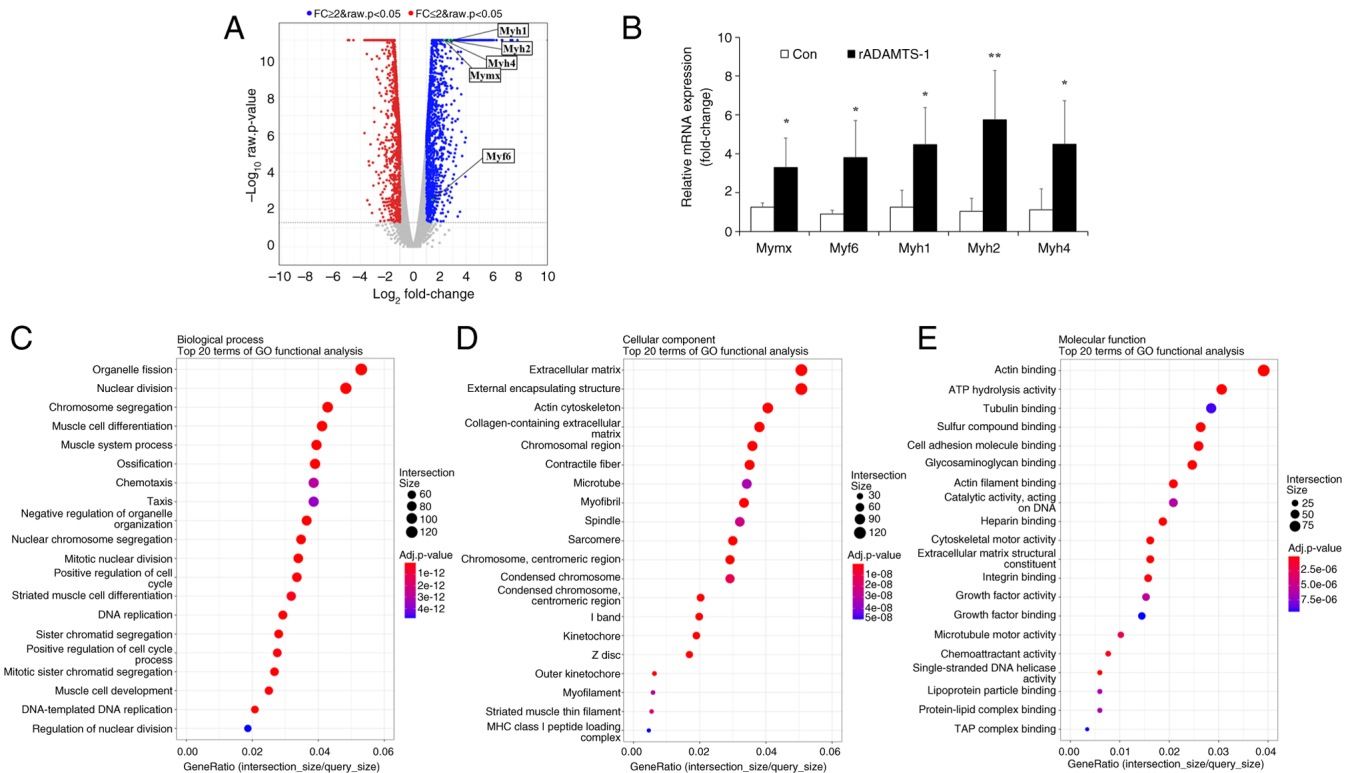 A
FC≥2&raw.p<0.05 FC≤2&raw.p<0.05
Myh1
Myh2
Myh4
Mymx
Myf6
−Log10 raw.p-value
10
8
6
4
2
0
−10 −8 −6 −4 −2 0 2 4 6 8 10
Log2 fold-change
B
Con rADAMTS-1
Relative mRNA expression
(fold-change)
10
8
6
4
2
0
* * * ** *
Mymx Myf6 Myh1 Myh2 Myh4
C
Biological process
Top 20 terms of GO functional analysis
Organelle fission
Nuclear division
Chromosome segregation
Muscle cell differentiation
Muscle system process
Ossification
Chemotaxis
Taxis
Negative regulation of organelle
organization
Nuclear chromosome segregation
Mitotic nuclear division
Positive regulation of cell
cycle
Striated muscle cell differentiation
DNA replication
Sister chromatid segregation
Positive regulation of cell cycle
process
Mitotic sister chromatid segregation
Muscle cell development
DNA-templated DNA replication
Regulation of nuclear division
0.00 0.02 0.04 0.06
GeneRatio (intersection_size/query_size)
Intersection
Size
60
80
100
120
Adj.p-value
1e-12
2e-12
3e-12
4e-12
D
Cellular component
Top 20 terms of GO functional analysis
Extracellular matrix
External encapsulating structure
Actin cytoskeleton
Collagen-containing extracellular
matrix
Chromosomal region
Contractile fiber
Microtube
Myofibril
Spindle
Sarcomere
Chromosome, centromeric region
Condensed chromosome
Condensed chromosome,
centromeric region
I band
Kinetochore
Z disc
Outer kinetochore
Myofilament
Striated muscle thin filament
MHC class I peptide loading
complex
0.00 0.02 0.04 0.06
GeneRatio (intersection_size/query_size)
Intersection
Size
30
60
90
120
Adj.p-value
1e-08
2e-08
3e-08
4e-08
5e-08
E
Molecular function
Top 20 terms of GO functional analysis
Actin binding
ATP hydrolysis activity
Tubulin binding
Sulfur compound binding
Cell adhesion molecule binding
Glycosaminoglycan binding
Actin filament binding
Catalytic activity, acting
on DNA
Heparin binding
Cytoskeletal motor activity
Extracellular matrix structural
constituent
Integrin binding
Growth factor activity
Growth factor binding
Microtubule motor activity
Chemoattractant activity
Single-stranded DNA helicase
activity
Lipoprotein particle binding
Protein-lipid complex binding
TAP complex binding
0.00 0.01 0.02 0.03 0.04
GeneRatio (intersection_size/query_size)
Intersection
Size
25
50
75
Adj.p-value
2.5e-06
5.0e-06
7.5e-06